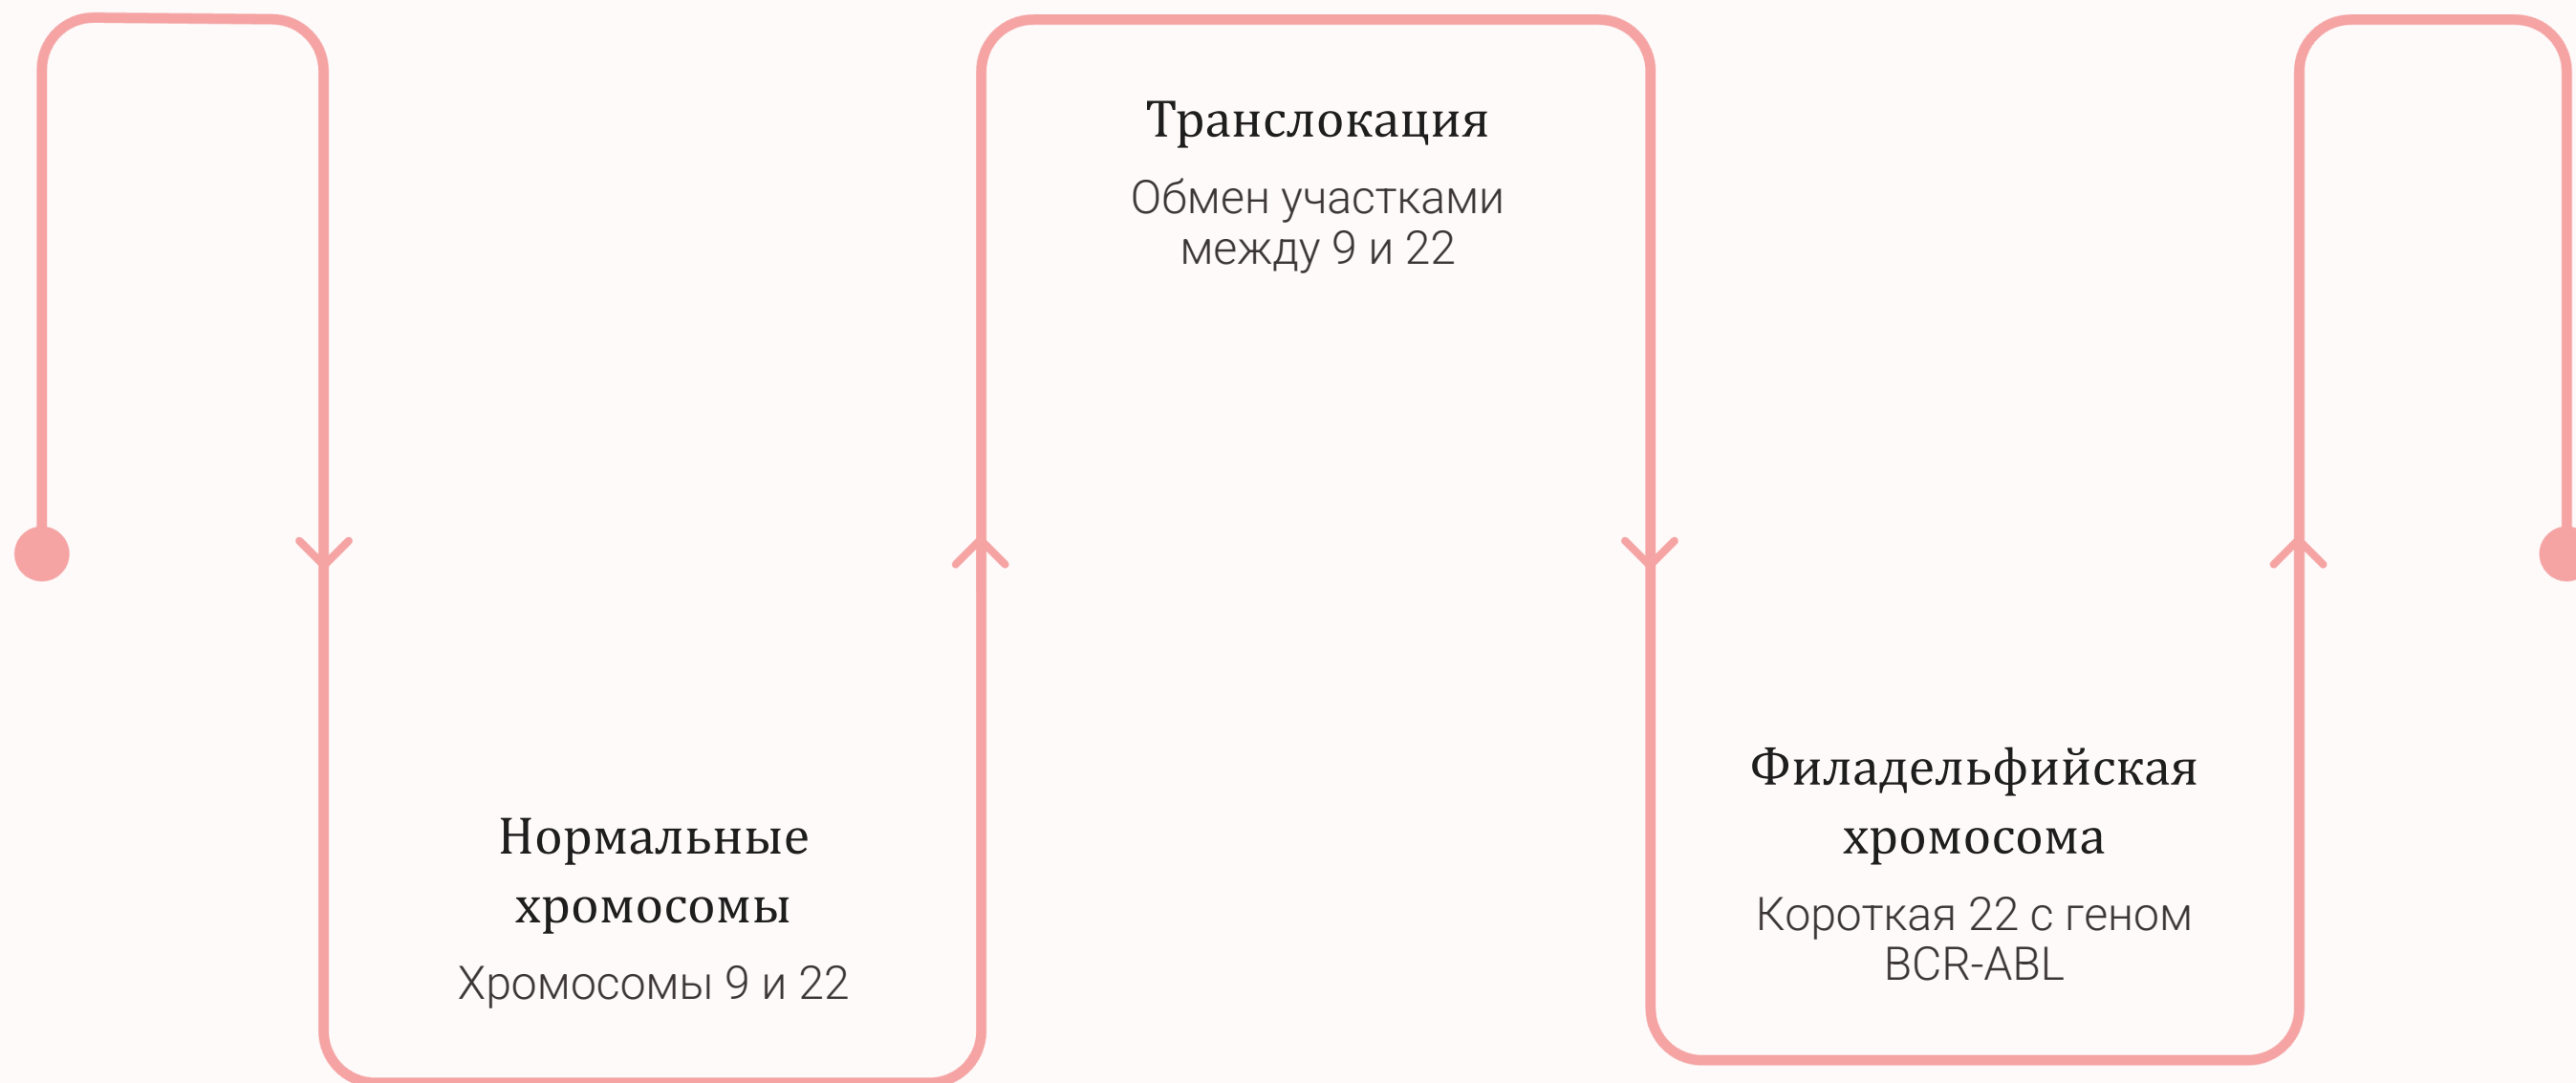 Нормальные
хромосомы
Хромосомы 9 и 22
Транслокация
Обмен участками
между 9 и 22
Филадельфийская
хромосома
Короткая 22 с геном
BCR-ABL